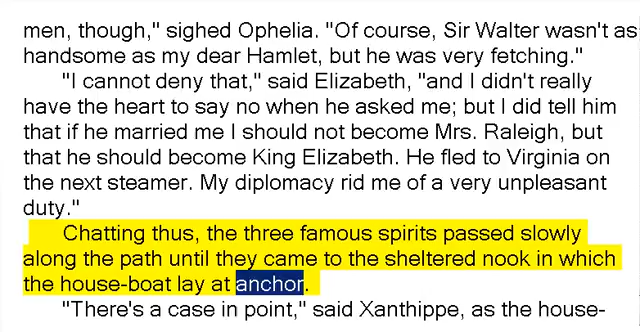 men, though," sighed Ophelia. "Of course, Sir Walter wasn't as
handsome as my dear Hamlet, but he was very fetching."
"I cannot deny that," said Elizabeth, "and I didn't really
have the heart to say no when he asked me; but I did tell him
that if he married me I should not become Mrs. Raleigh, but
that he should become King Elizabeth. He fled to Virginia on
the next steamer. My diplomacy rid me of a very unpleasant
duty."
Chatting thus, the three famous spirits passed slowly
along the path until they came to the sheltered nook in which
the house-boat lay at anchor.
"There's a case in point," said Xanthippe, as the house-